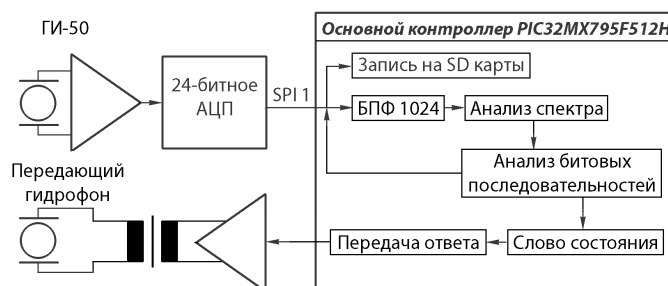 ГИ-50
Основной контроллер PIC32MX795F512H
24-битное
АЦП
SPI 1
Запись на SD карты
БПФ 1024
Анализ спектра
Анализ битовых
последовательностей
Передающий
гидрофон
Передача ответа
Слово состояния